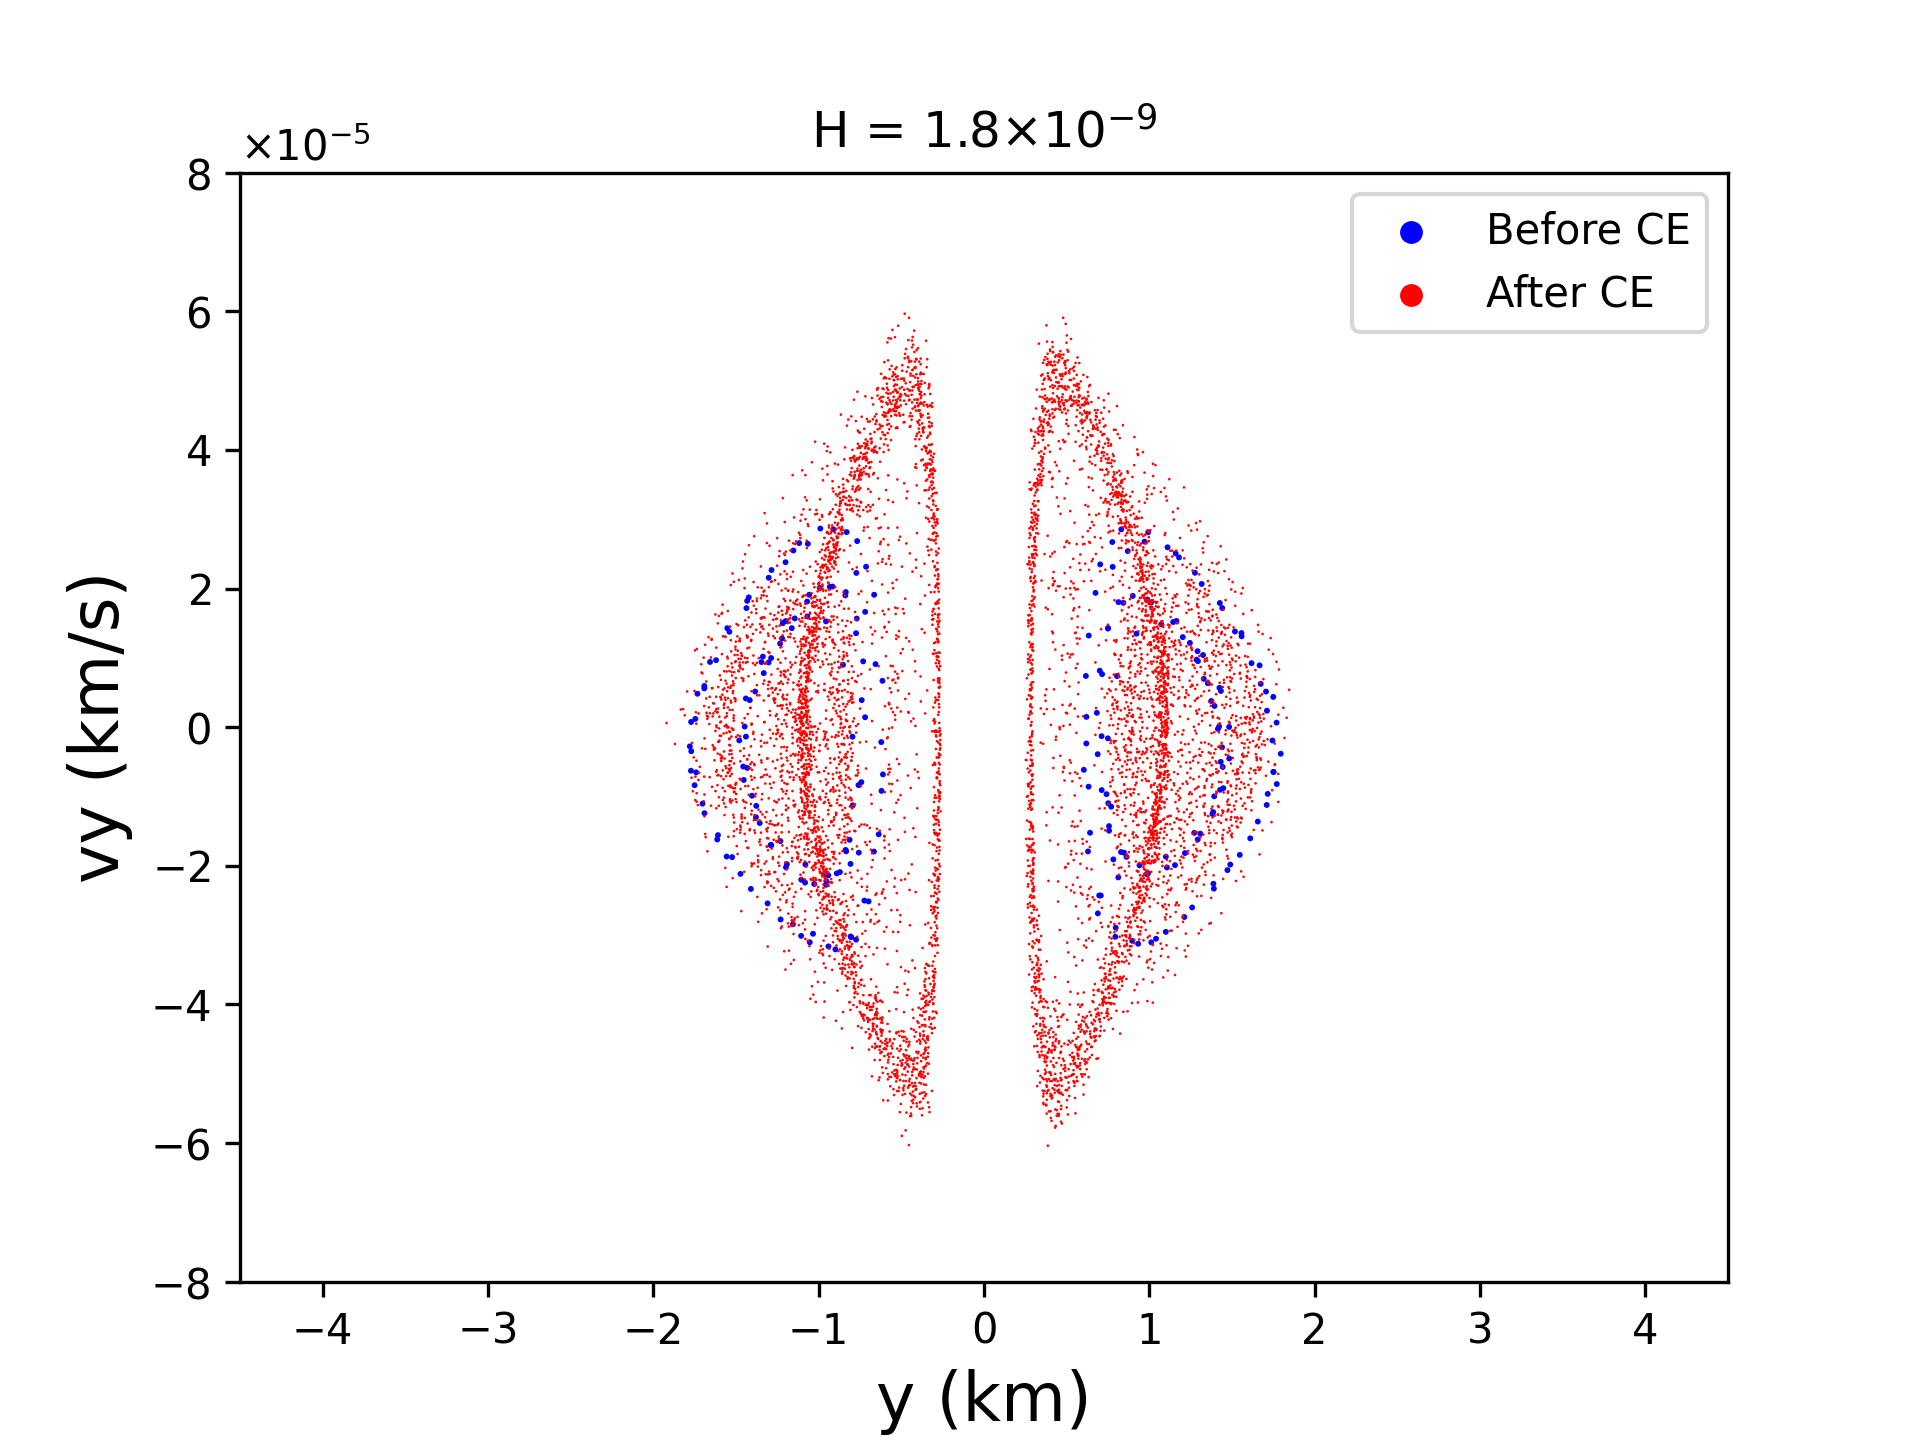 H = 1.8×10⁻⁹
×10⁻⁵
Before CE
After CE
8
6
4
2
0
−2
−4
−6
−8
vy (km/s)
−4 −3 −2 −1 0 1 2 3 4
y (km)